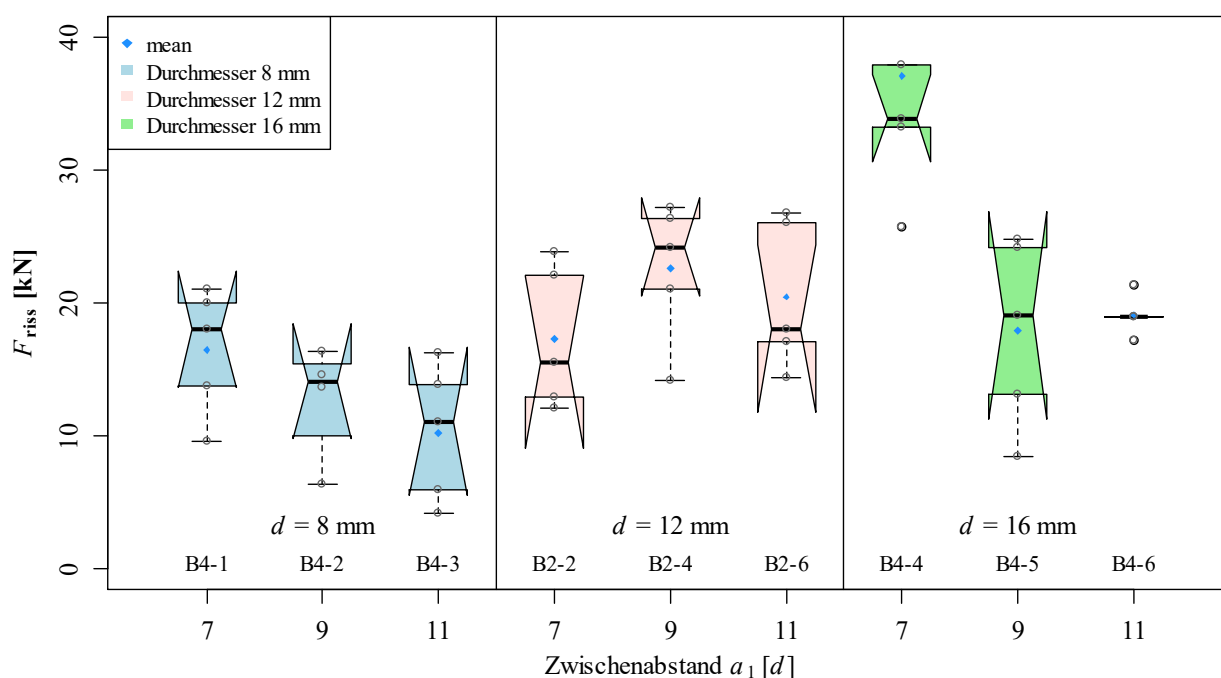 40
30
20
10
0
F_riss [kN]
mean
Durchmesser 8 mm
Durchmesser 12 mm
Durchmesser 16 mm
d = 8 mm
d = 12 mm
d = 16 mm
B4-1 B4-2 B4-3 B2-2 B2-4 B2-6 B4-4 B4-5 B4-6
7 9 11 7 9 11 7 9 11
Zwischenabstand a_1 [d]